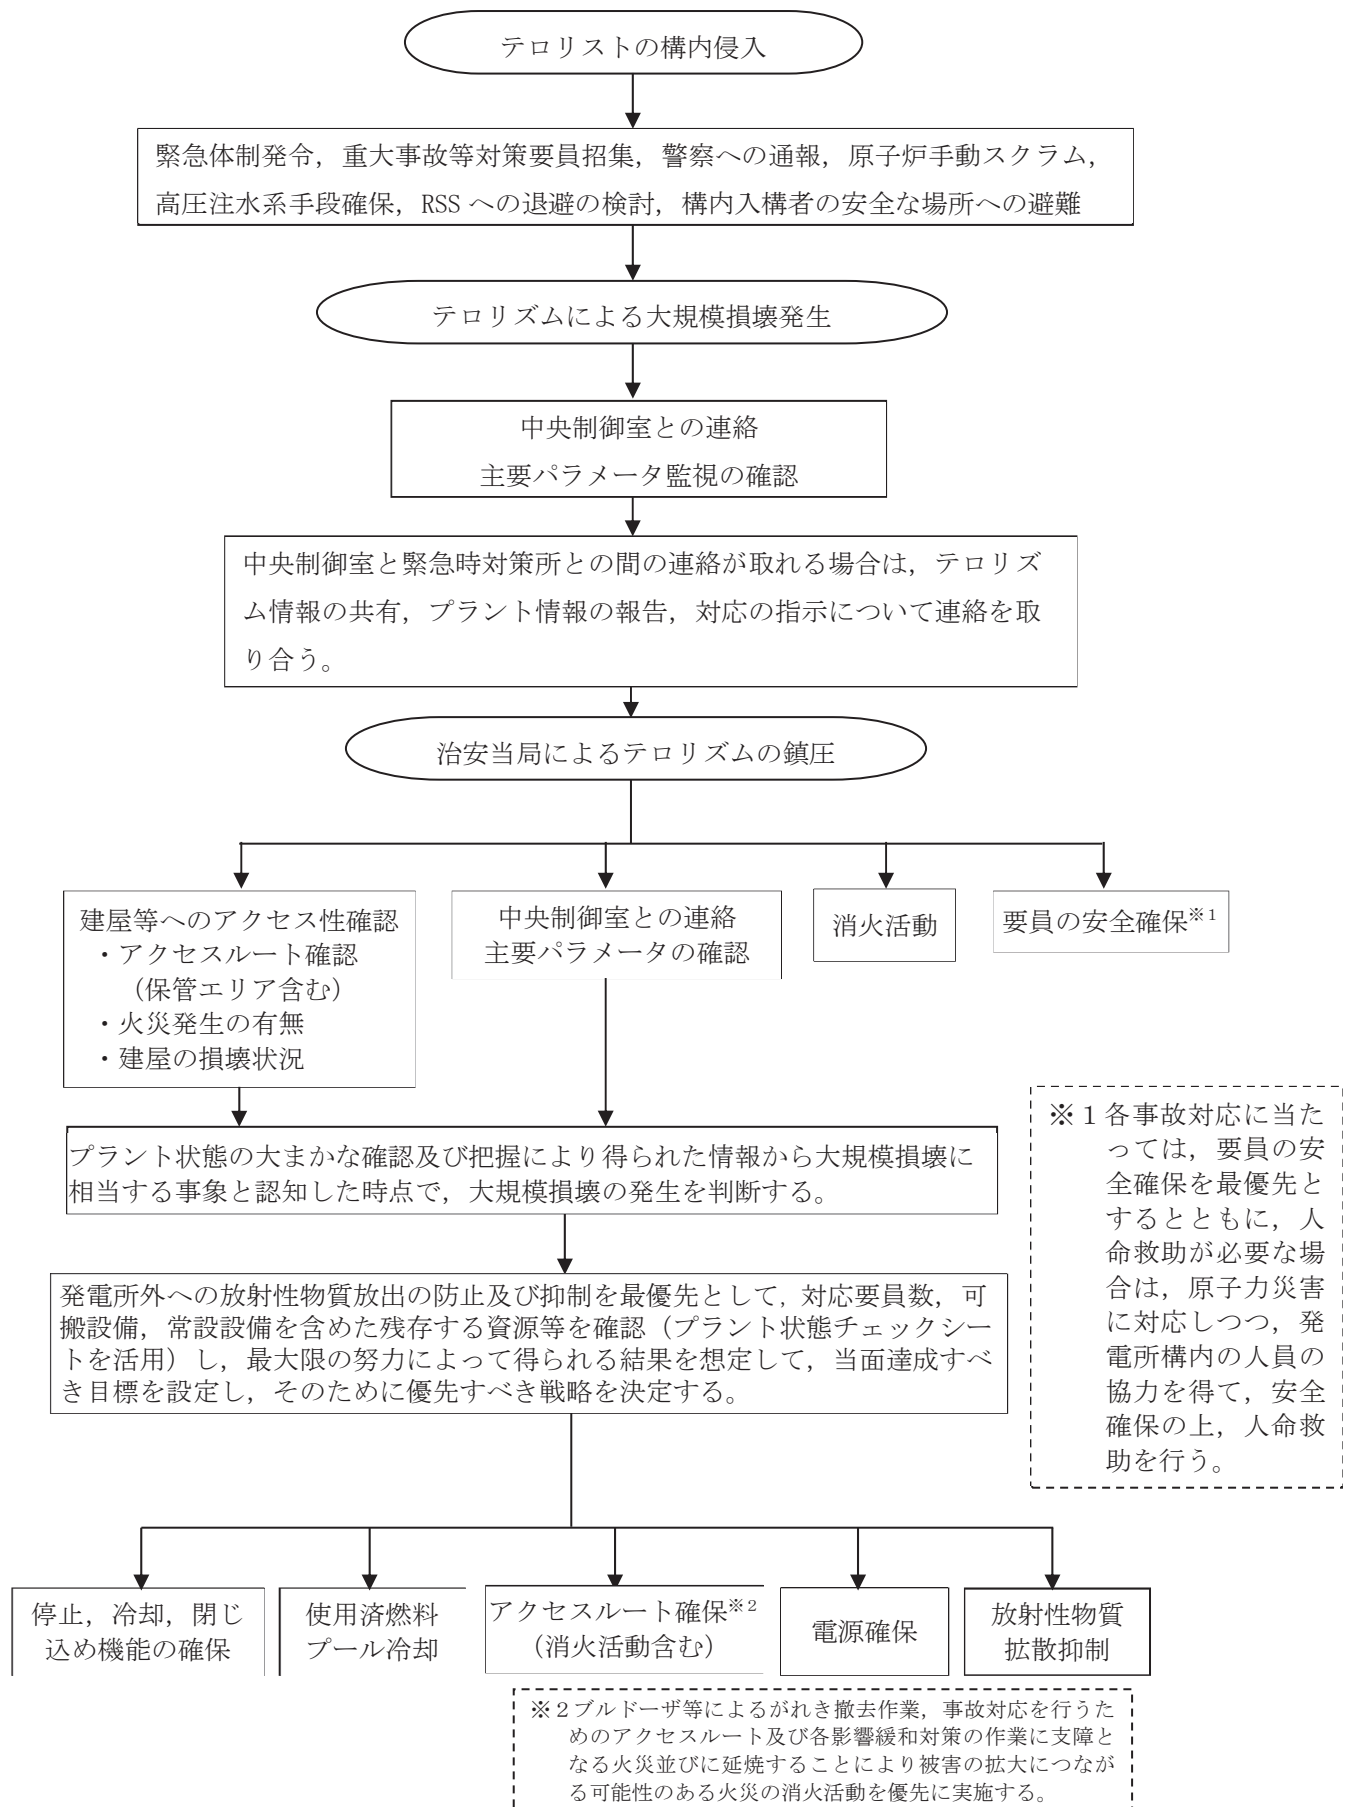 テロリストの構内侵入
緊急体制発令，重大事故等対策要員招集，警察への通報，原子炉手動スクラム，
高圧注水系手段確保，RSS への退避の検討，構内入構者の安全な場所への避難
テロリズムによる大規模損壊発生
中央制御室との連絡
主要パラメータ監視の確認
中央制御室と緊急時対策所との間の連絡が取れる場合は，テロリズ
ム情報の共有，プラント情報の報告，対応の指示について連絡を取
り合う。
治安当局によるテロリズムの鎮圧
建屋等へのアクセス性確認
・アクセスルート確認
（保管エリア含む）
・火災発生の有無
・建屋の損壊状況
中央制御室との連絡
主要パラメータの確認
消火活動
要員の安全確保※1
プラント状態の大まかな確認及び把握により得られた情報から大規模損壊に
相当する事象と認知した時点で，大規模損壊の発生を判断する。
※１各事故対応に当た
っては，要員の安
全確保を最優先と
するとともに，人
命救助が必要な場
合は，原子力災害
に対応しつつ，発
電所構内の人員の
協力を得て，安全
確保の上，人命救
助を行う。
発電所外への放射性物質放出の防止及び抑制を最優先として，対応要員数，可
搬設備，常設設備を含めた残存する資源等を確認（プラント状態チェックシー
トを活用）し，最大限の努力によって得られる結果を想定して，当面達成すべ
き目標を設定し，そのために優先すべき戦略を決定する。
停止，冷却，閉じ
込め機能の確保
使用済燃料
プール冷却
アクセスルート確保※2
（消火活動含む）
電源確保
放射性物質
拡散抑制
※２ブルドーザ等によるがれき撤去作業，事故対応を行うた
めのアクセスルート及び各影響緩和対策の作業に支障と
なる火災並びに延焼することにより被害の拡大につなが
る可能性のある火災の消火活動を優先に実施する。